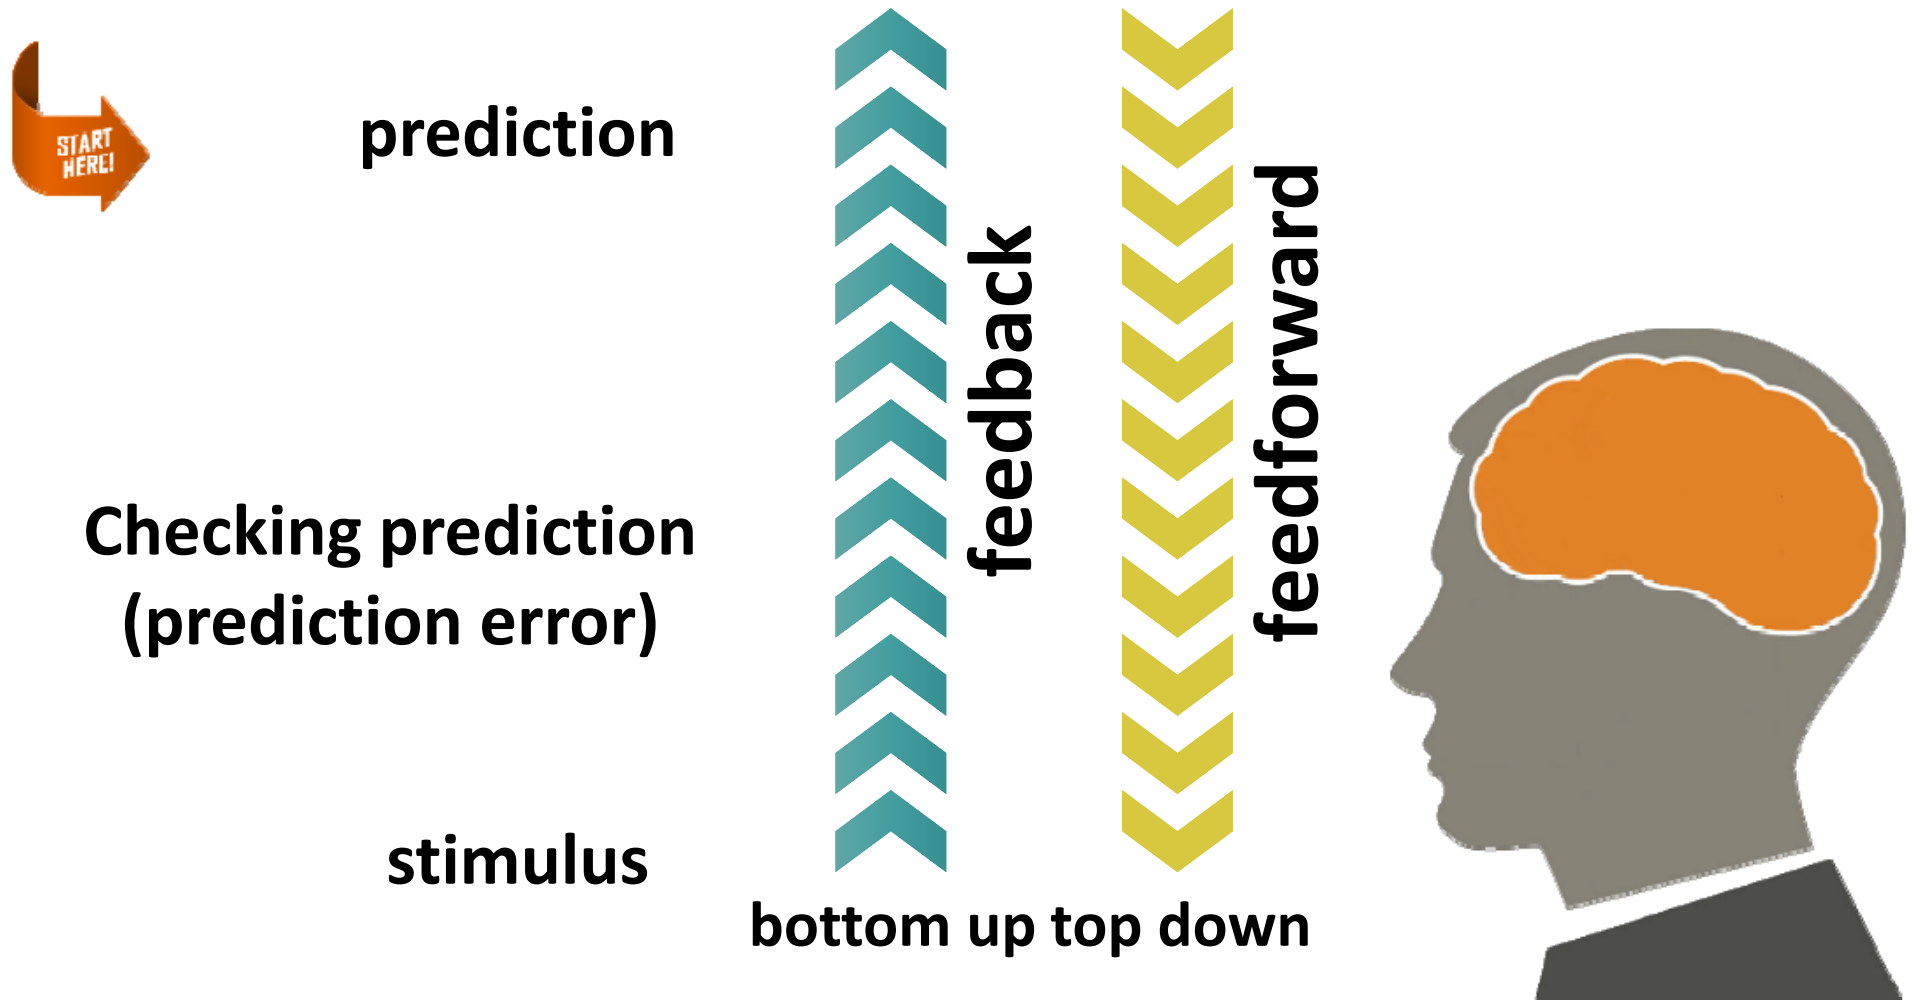 START
HERE!
prediction
feedback
feedforward
Checking prediction
(prediction error)
stimulus
bottom up top down